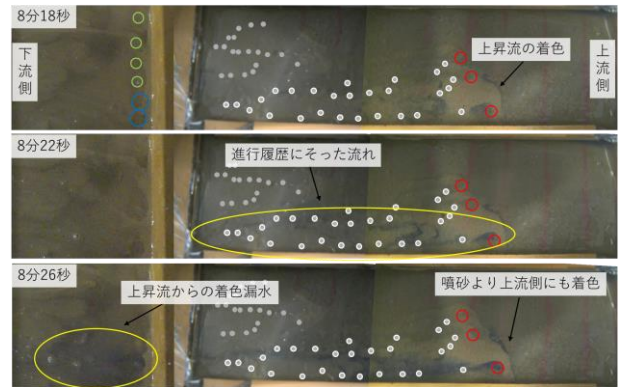 8分18秒
下流側
上昇流の着色
上流側
8分22秒
進行履歴にそった流れ
8分26秒
上昇流からの着色漏水
噴砂より上流側にも着色